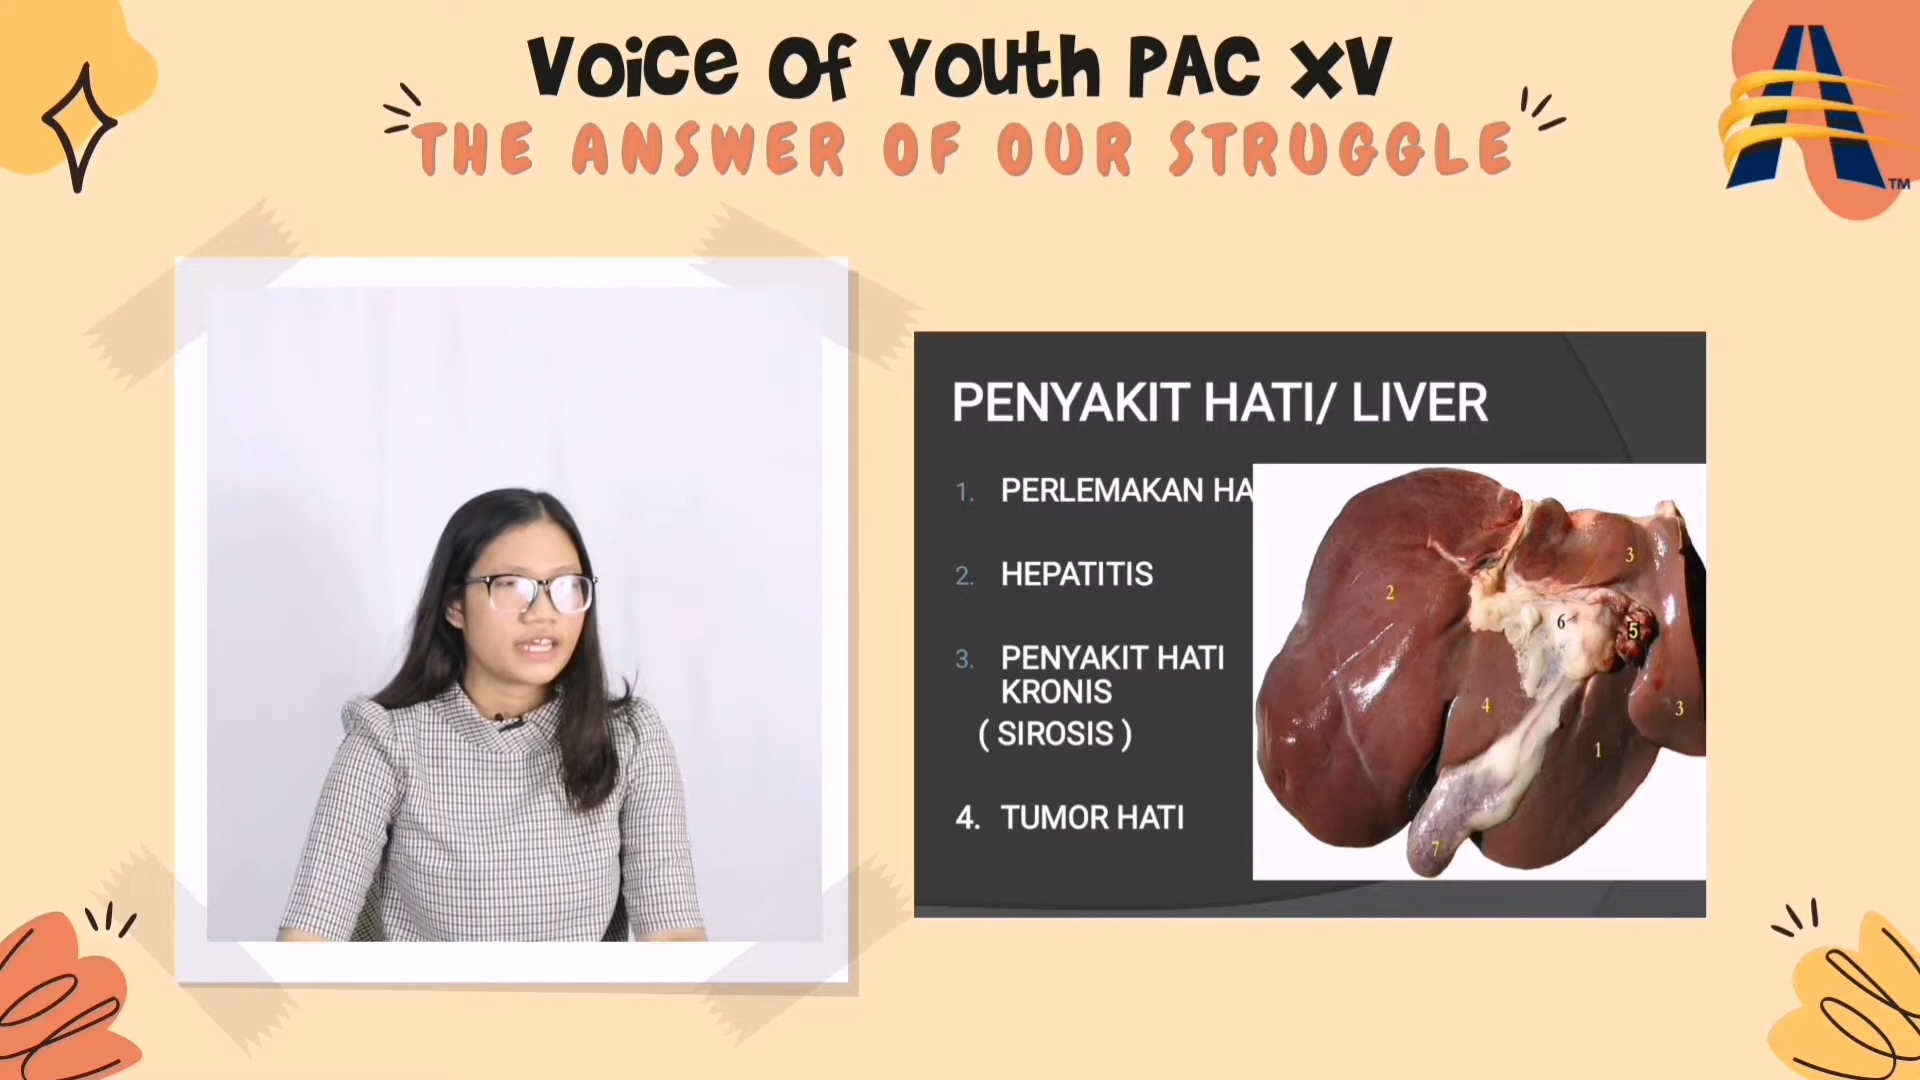 Voice Of Youth PAC XV
THE ANSWER OF OUR STRUGGLE
TM
PENYAKIT HATI/ LIVER
1. PERLEMAKAN HA
2. HEPATITIS
3. PENYAKIT HATI
KRONIS
( SIROSIS )
4. TUMOR HATI
2
3
6
5
4
3
1
7